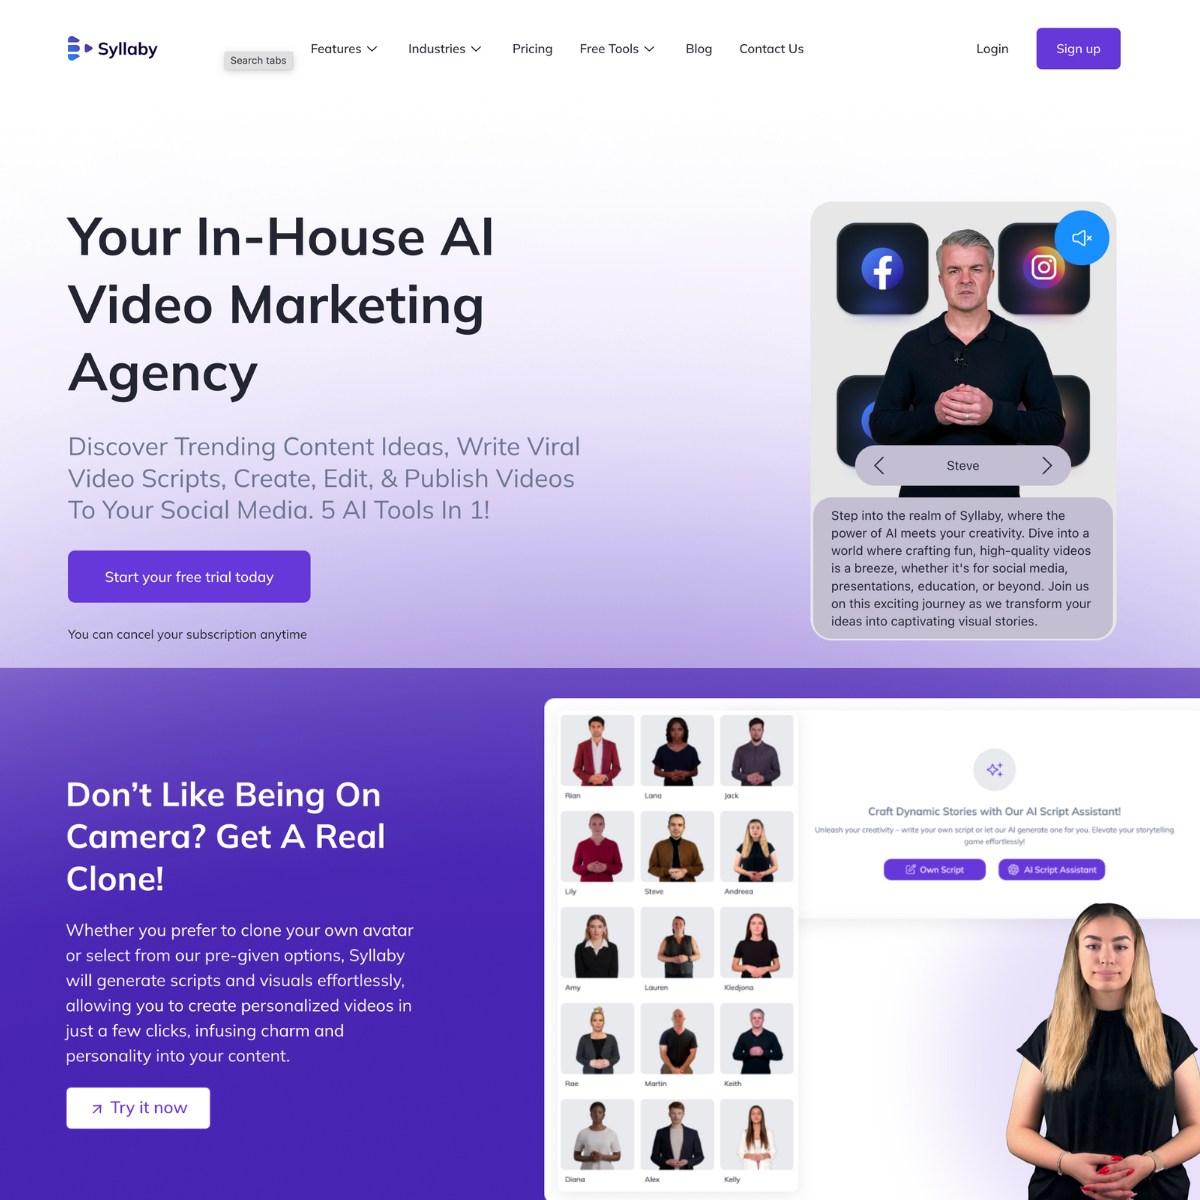 Syllaby
Search tabs
Features
Industries
Pricing
Free Tools
Blog
Contact Us
Login
Sign up
Your In-House AI
Video Marketing
Agency
Discover Trending Content Ideas, Write Viral
Video Scripts, Create, Edit, & Publish Videos
To Your Social Media. 5 AI Tools In 1!
Start your free trial today
You can cancel your subscription anytime
Steve
Step into the realm of Syllaby, where the
power of AI meets your creativity. Dive into a
world where crafting fun, high-quality videos
is a breeze, whether it's for social media,
presentations, education, or beyond. Join us
on this exciting journey as we transform your
ideas into captivating visual stories.
Don’t Like Being On
Camera? Get A Real
Clone!
Whether you prefer to clone your own avatar
or select from our pre-given options, Syllaby
will generate scripts and visuals effortlessly,
allowing you to create personalized videos in
just a few clicks, infusing charm and
personality into your content.
Try it now
Rian
Lana
Jack
Lily
Steve
Andreea
Amy
Lauren
Kledjona
Rae
Martin
Keith
Diana
Alex
Kelly
Craft Dynamic Stories with Our AI Script Assistant!
Unleash your creativity – write your own script or let our AI generate one for you. Elevate your storytelling
game effortlessly!
Own Script
AI Script Assistant